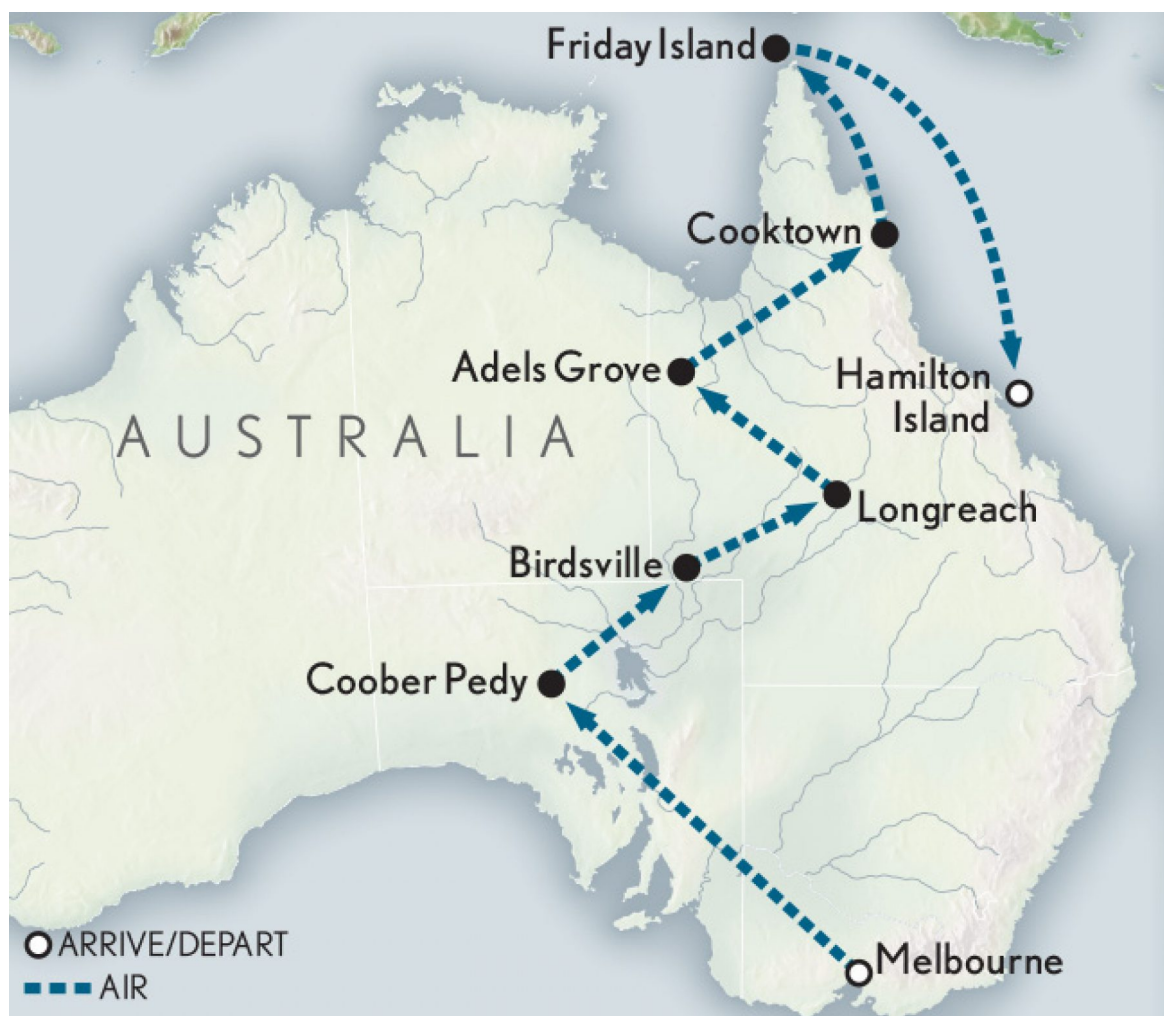 Friday Island
Cooktown
Adels Grove
Hamilton
Island
AUSTRALIA
Longreach
Birdsville
Coober Pedy
ARRIVE/DEPART
Melbourne
AIR